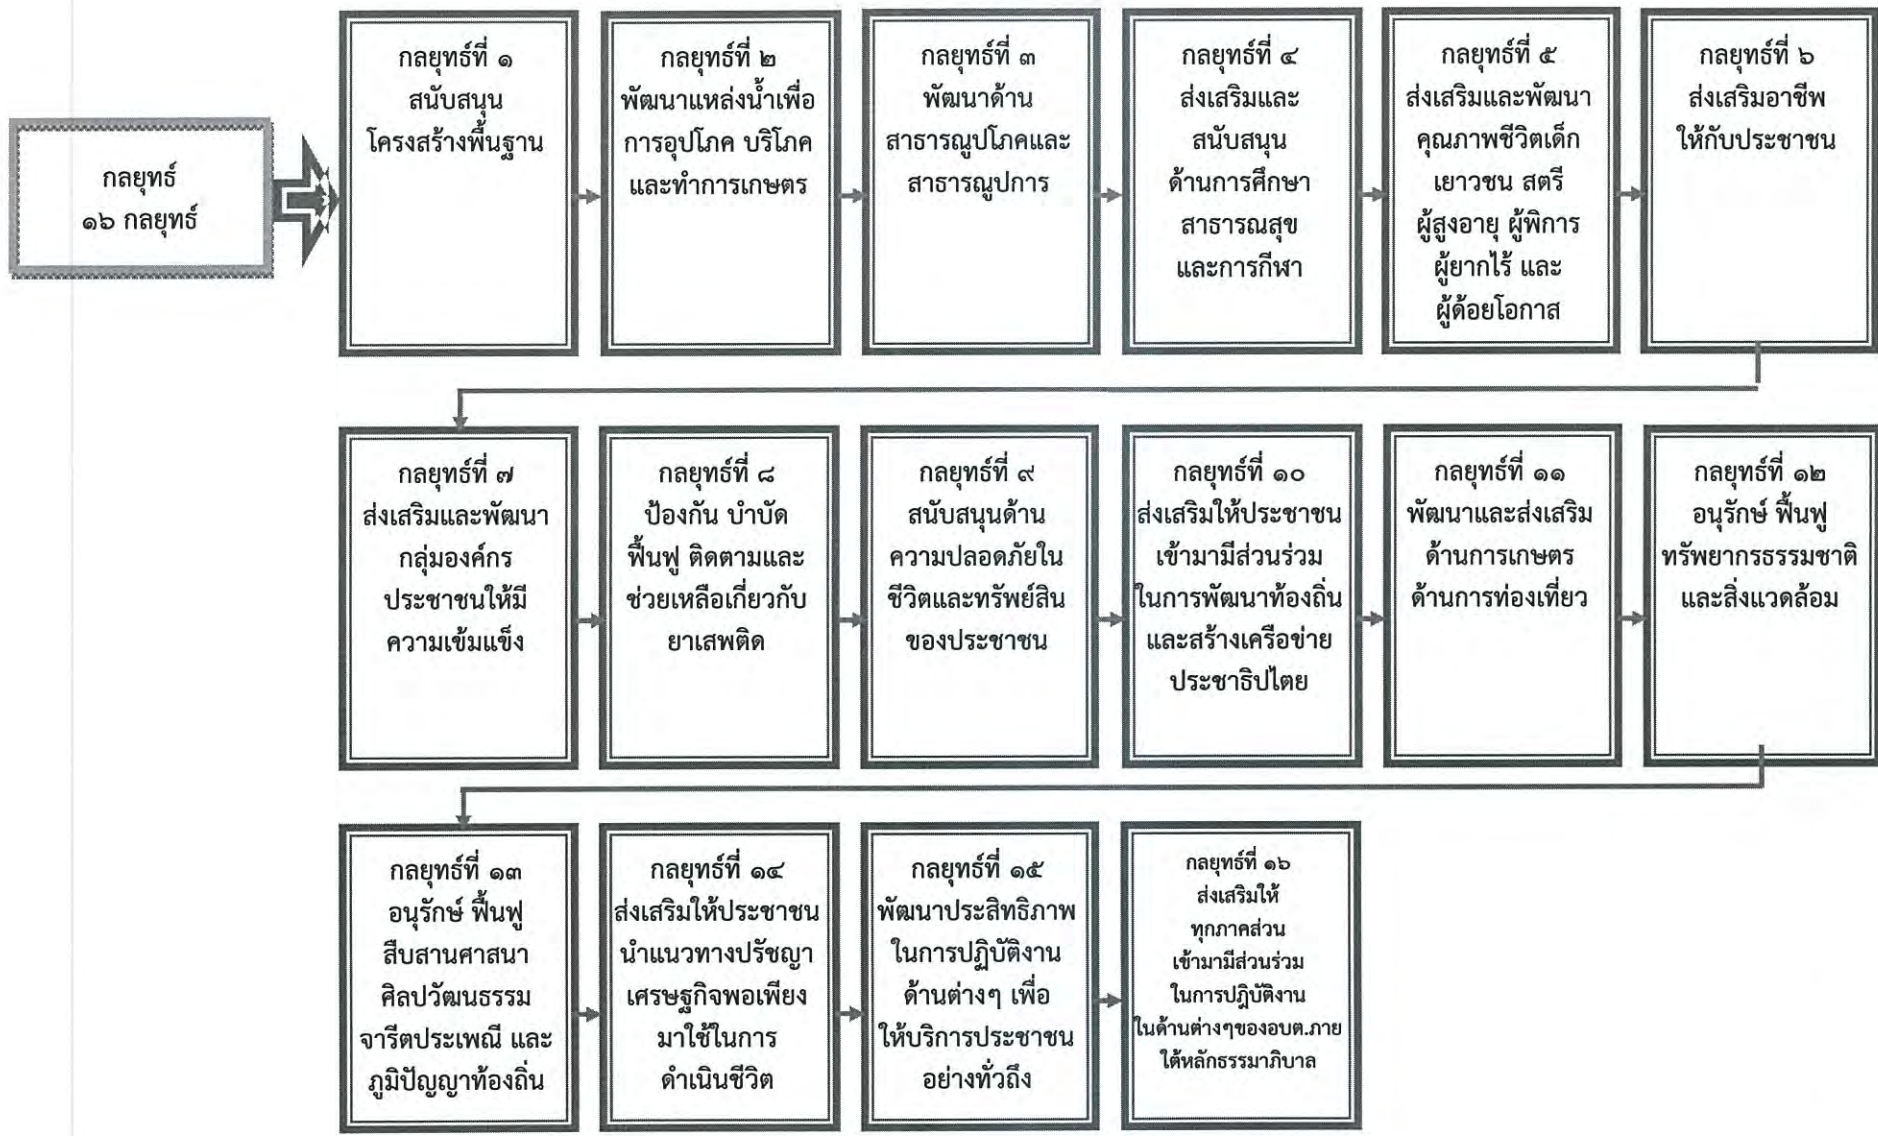 กลยุทธ์
๑๖ กลยุทธ์
กลยุทธ์ที่ ๑
สนับสนุน
โครงสร้างพื้นฐาน
กลยุทธ์ที่ ๒
พัฒนาแหล่งน้ำเพื่อ
การอุปโภค บริโภค
และทำการเกษตร
กลยุทธ์ที่ ๓
พัฒนาด้าน
สาธารณูปโภคและ
สาธารณูปการ
กลยุทธ์ที่ ๔
ส่งเสริมและ
สนับสนุน
ด้านการศึกษา
สาธารณสุข
และการกีฬา
กลยุทธ์ที่ ๕
ส่งเสริมและพัฒนา
คุณภาพชีวิตเด็ก
เยาวชน สตรี
ผู้สูงอายุ ผู้พิการ
ผู้ยากไร้ และ
ผู้ด้อยโอกาส
กลยุทธ์ที่ ๖
ส่งเสริมอาชีพ
ให้กับประชาชน
กลยุทธ์ที่ ๗
ส่งเสริมและพัฒนา
กลุ่มองค์กร
ประชาชนให้มี
ความเข้มแข็ง
กลยุทธ์ที่ ๘
ป้องกัน บำบัด
ฟื้นฟู ติดตามและ
ช่วยเหลือเกี่ยวกับ
ยาเสพติด
กลยุทธ์ที่ ๙
สนับสนุนด้าน
ความปลอดภัยใน
ชีวิตและทรัพย์สิน
ของประชาชน
กลยุทธ์ที่ ๑๐
ส่งเสริมให้ประชาชน
เข้ามามีส่วนร่วม
ในการพัฒนาท้องถิ่น
และสร้างเครือข่าย
ประชาธิปไตย
กลยุทธ์ที่ ๑๑
พัฒนาและส่งเสริม
ด้านการเกษตร
ด้านการท่องเที่ยว
กลยุทธ์ที่ ๑๒
อนุรักษ์ ฟื้นฟู
ทรัพยากรธรรมชาติ
และสิ่งแวดล้อม
กลยุทธ์ที่ ๑๓
อนุรักษ์ ฟื้นฟู
สืบสานศาสนา
ศิลปวัฒนธรรม
จารีตประเพณี และ
ภูมิปัญญาท้องถิ่น
กลยุทธ์ที่ ๑๔
ส่งเสริมให้ประชาชน
นำแนวทางปรัชญา
เศรษฐกิจพอเพียง
มาใช้ในการ
ดำเนินชีวิต
กลยุทธ์ที่ ๑๕
พัฒนาประสิทธิภาพ
ในการปฏิบัติงาน
ด้านต่างๆ เพื่อ
ให้บริการประชาชน
อย่างทั่วถึง
กลยุทธ์ที่ ๑๖
ส่งเสริมให้
ทุกภาคส่วน
เข้ามามีส่วนร่วม
ในการปฏิบัติงาน
ในด้านต่างๆของอบต.ภาย
ใต้หลักธรรมาภิบาล